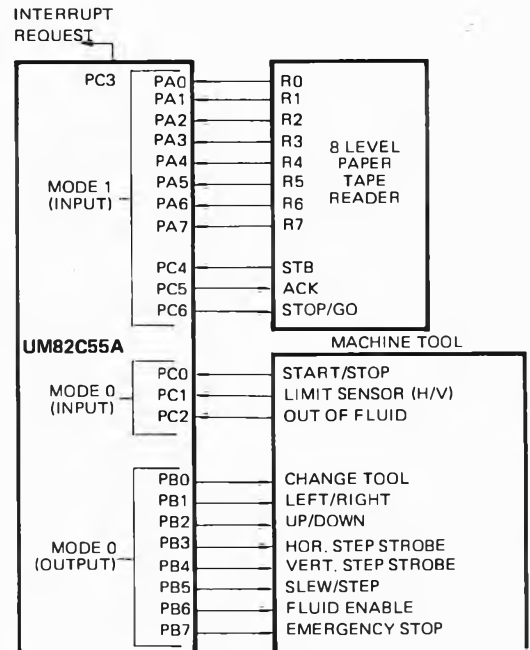 INTERRUPT
REQUEST
PC3
PA0 R0
PA1 R1
PA2 R2
PA3 R3
PA4 R4
PA5 R5
PA6 R6
PA7 R7
8 LEVEL
PAPER
TAPE
READER
MODE 1
(INPUT)
PC4 STB
PC5 ACK
PC6 STOP/GO
UM82C55A
MACHINE TOOL
MODE 0
(INPUT)
PC0 START/STOP
PC1 LIMIT SENSOR (H/V)
PC2 OUT OF FLUID
MODE 0
(OUTPUT)
PB0 CHANGE TOOL
PB1 LEFT/RIGHT
PB2 UP/DOWN
PB3 HOR. STEP STROBE
PB4 VERT. STEP STROBE
PB5 SLEW/STEP
PB6 FLUID ENABLE
PB7 EMERGENCY STOP